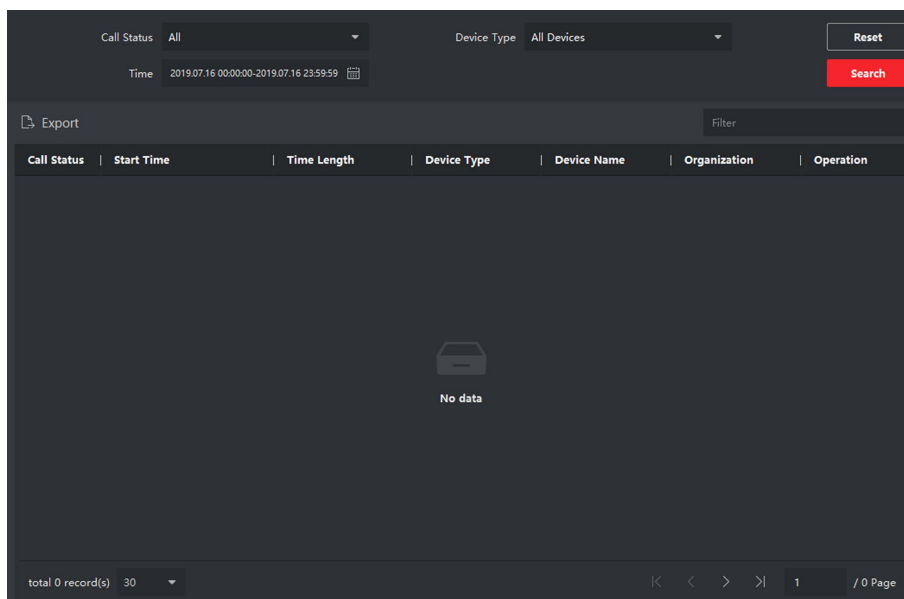 Call Status All Device Type All Devices Reset
Time 2019.07.16 00:00:00-2019.07.16 23:59:59 Search
Export Filter
Call Status | Start Time | Time Length | Device Type | Device Name | Organization | Operation
No data
total 0 record(s) 30 1 / 0 Page